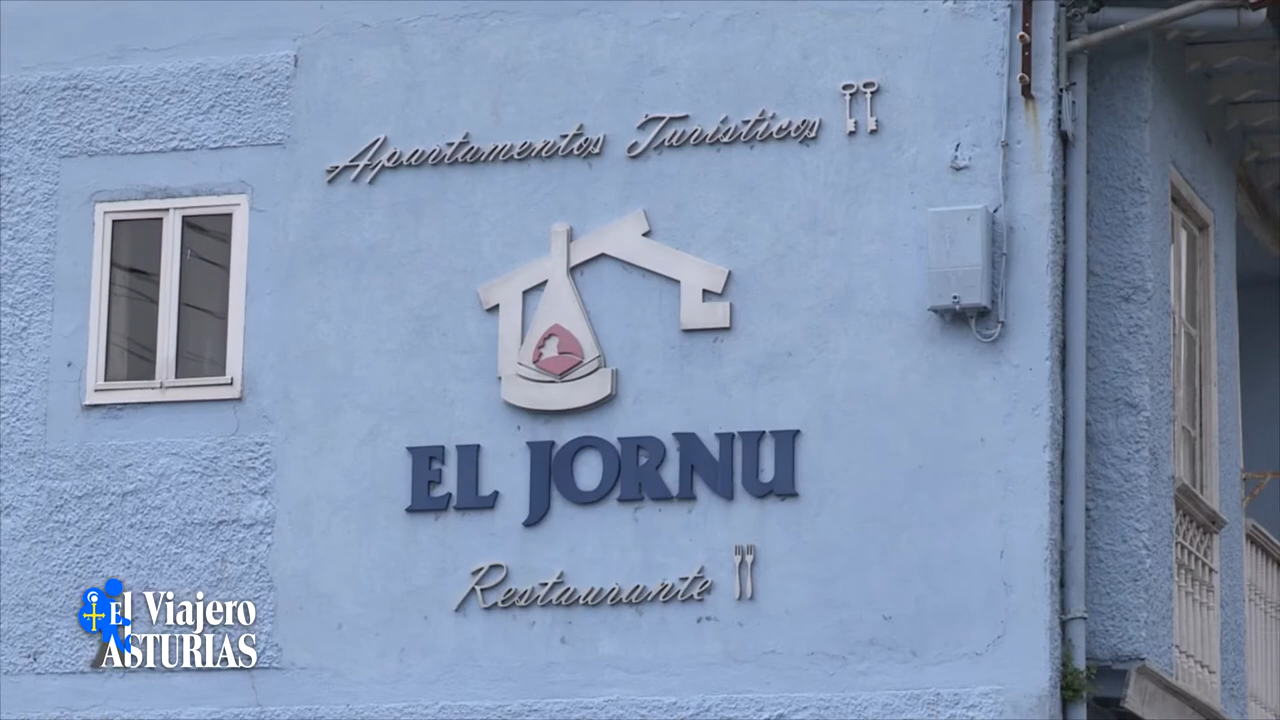 Apartamentos Turísticos
EL JORNU
Restaurante
El Viajero
ASTURIAS